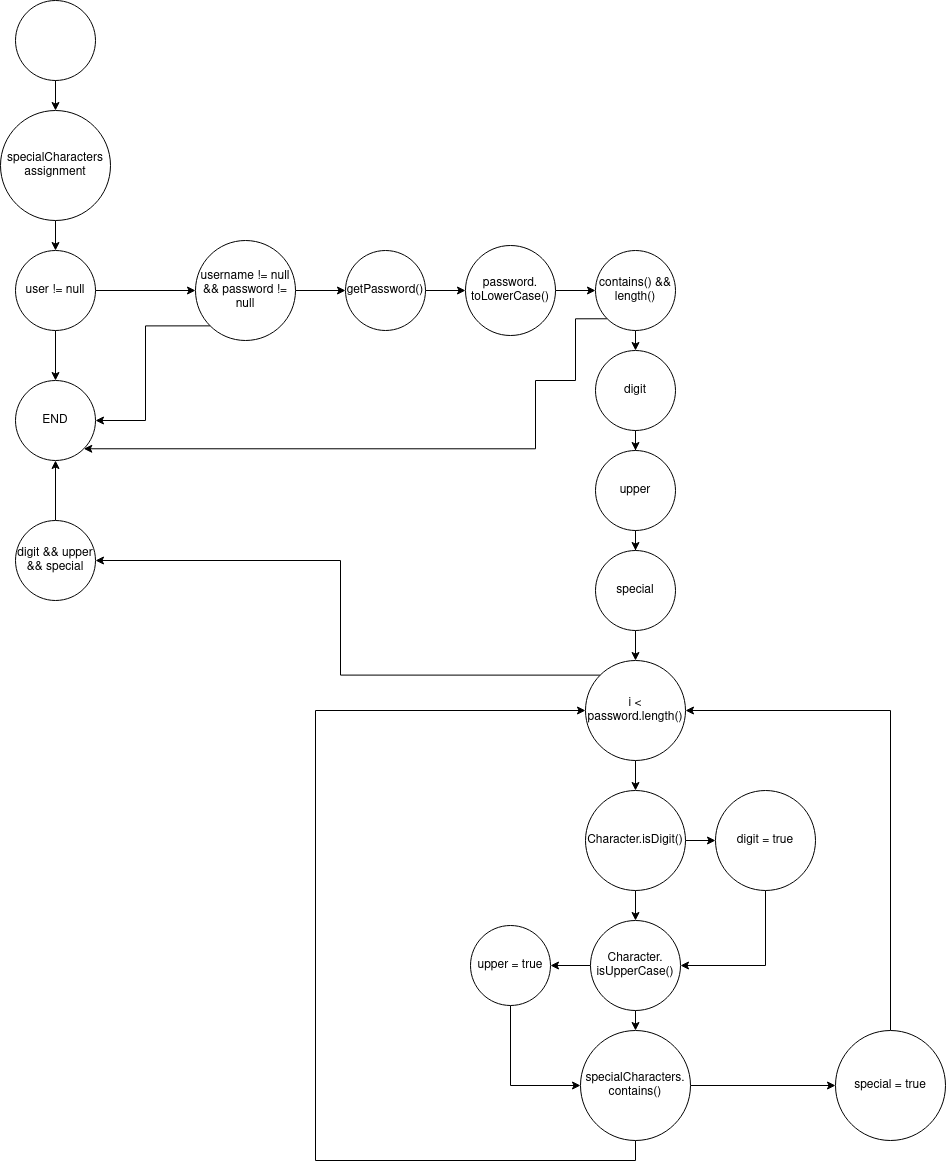 specialCharacters
assignment
user != null
username != null
&& password !=
null
getPassword()
password.
toLowerCase()
contains() &&
length()
END
digit
upper
digit && upper
&& special
special
i <
password.length()
Character.isDigit()
digit = true
upper = true
Character.
isUpperCase()
specialCharacters.
contains()
special = true